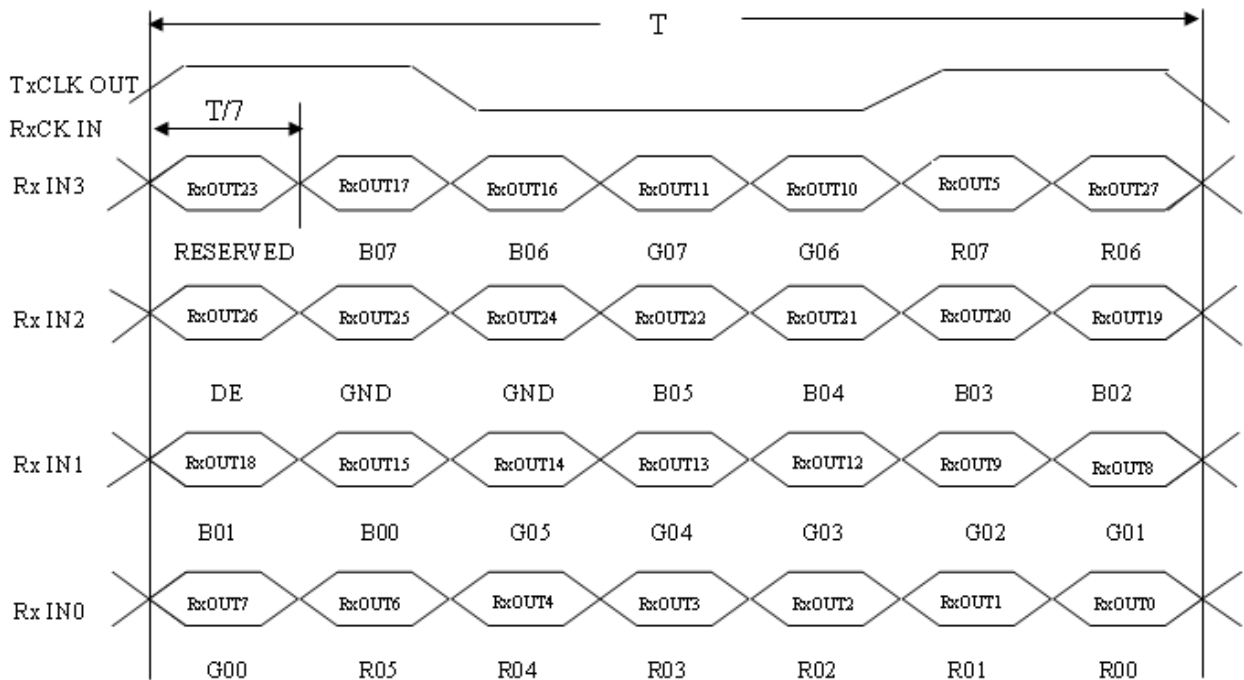 T
TxCLK OUT
T/7
RxCK IN
Rx IN3 RxOUT23 RxOUT17 RxOUT16 RxOUT11 RxOUT10 RxOUT5 RxOUT27
RESERVED B07 B06 G07 G06 R07 R06
Rx IN2 RxOUT26 RxOUT25 RxOUT24 RxOUT22 RxOUT21 RxOUT20 RxOUT19
DE GND GND B05 B04 B03 B02
Rx IN1 RxOUT18 RxOUT15 RxOUT14 RxOUT13 RxOUT12 RxOUT9 RxOUT8
B01 B00 G05 G04 G03 G02 G01
Rx IN0 RxOUT7 RxOUT6 RxOUT4 RxOUT3 RxOUT2 RxOUT1 RxOUT0
G00 R05 R04 R03 R02 R01 R00